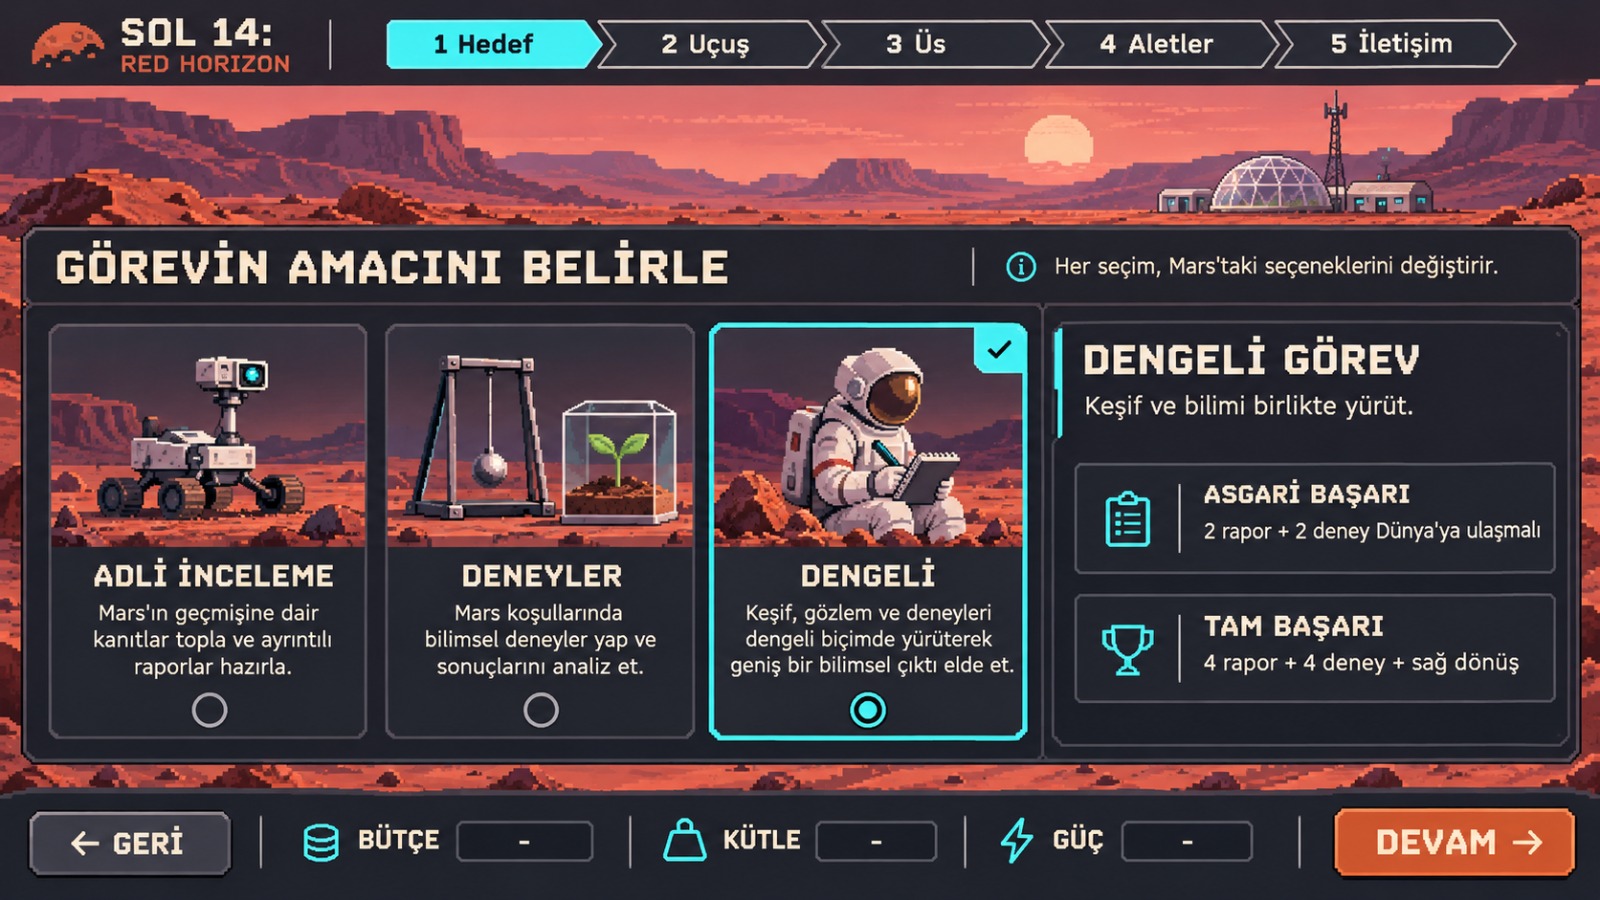 SOL 14:
RED HORIZON
1 Hedef
2 Uçuş
3 Üs
4 Aletler
5 İletişim
GÖREVİN AMACINI BELİRLE
Her seçim, Mars'taki seçeneklerini değiştirir.
ADLİ İNCELEME
Mars'ın geçmişine dair
kanıtlar topla ve ayrıntılı
raporlar hazırla.
DENEYLER
Mars koşullarında
bilimsel deneyler yap ve
sonuçlarını analiz et.
DENGELİ
Keşif, gözlem ve deneyleri
dengeli biçimde yürüterek
geniş bir bilimsel çıktı elde et.
DENGELİ GÖREV
Keşif ve bilimi birlikte yürüt.
ASGARİ BAŞARI
2 rapor + 2 deney Dünya'ya ulaşmalı
TAM BAŞARI
4 rapor + 4 deney + sağ dönüş
← GERİ
BÜTÇE -
KÜTLE -
GÜÇ -
DEVAM →